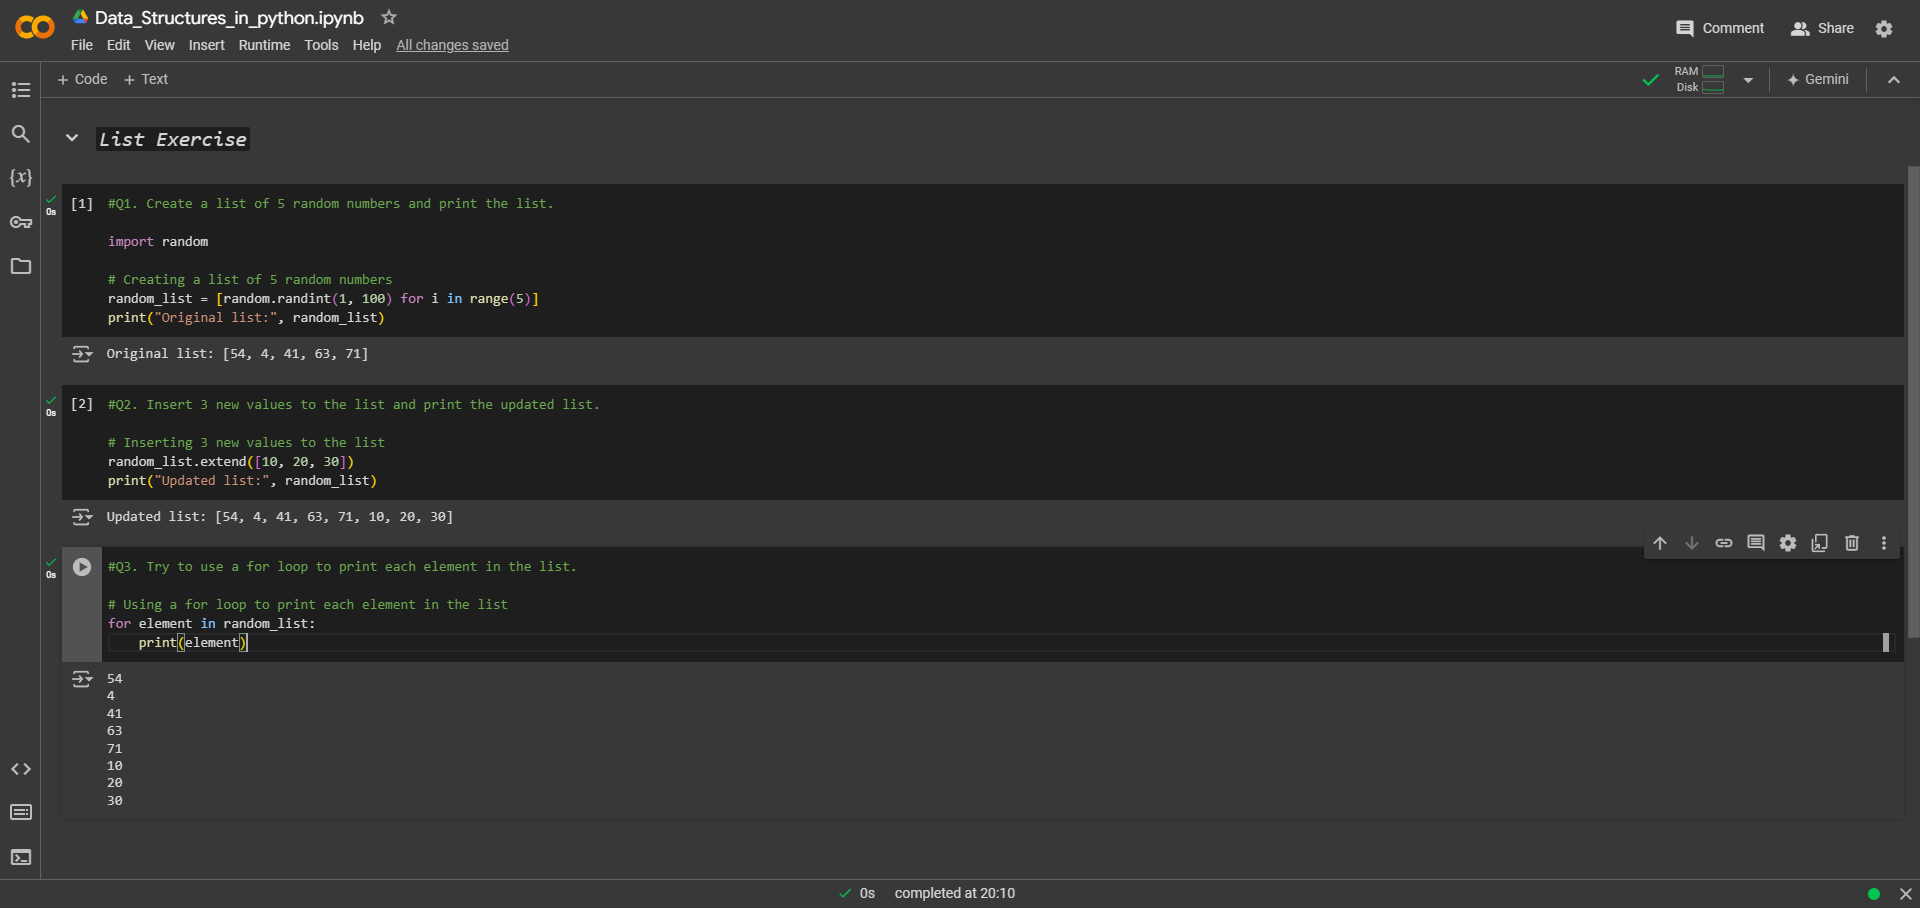 Data_Structures_in_python.ipynb
File Edit View Insert Runtime Tools Help All changes saved
Comment Share
+ Code + Text
RAM
Disk
Gemini
List Exercise
0s
[1] #Q1. Create a list of 5 random numbers and print the list.
import random
# Creating a list of 5 random numbers
random_list = [random.randint(1, 100) for i in range(5)]
print("Original list:", random_list)
Original list: [54, 4, 41, 63, 71]
0s
[2] #Q2. Insert 3 new values to the list and print the updated list.
# Inserting 3 new values to the list
random_list.extend([10, 20, 30])
print("Updated list:", random_list)
Updated list: [54, 4, 41, 63, 71, 10, 20, 30]
0s
#Q3. Try to use a for loop to print each element in the list.
# Using a for loop to print each element in the list
for element in random_list:
    print(element)
54
4
41
63
71
10
20
30
0s completed at 20:10